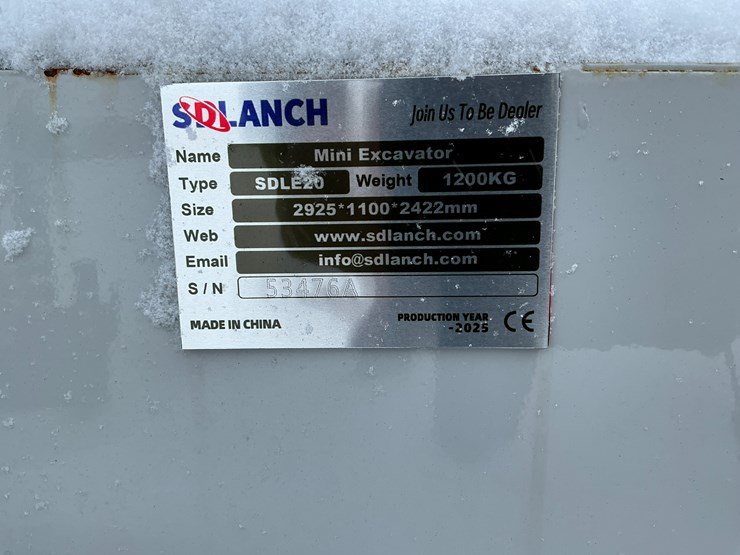 SDLANCH Join Us To Be Dealer
Name Mini Excavator
Type SDLE20 Weight 1200KG
Size 2925*1100*2422mm
Web www.sdlanch.com
Email info@sdlanch.com
S/N 53476A
MADE IN CHINA PRODUCTION YEAR
-2025 CE